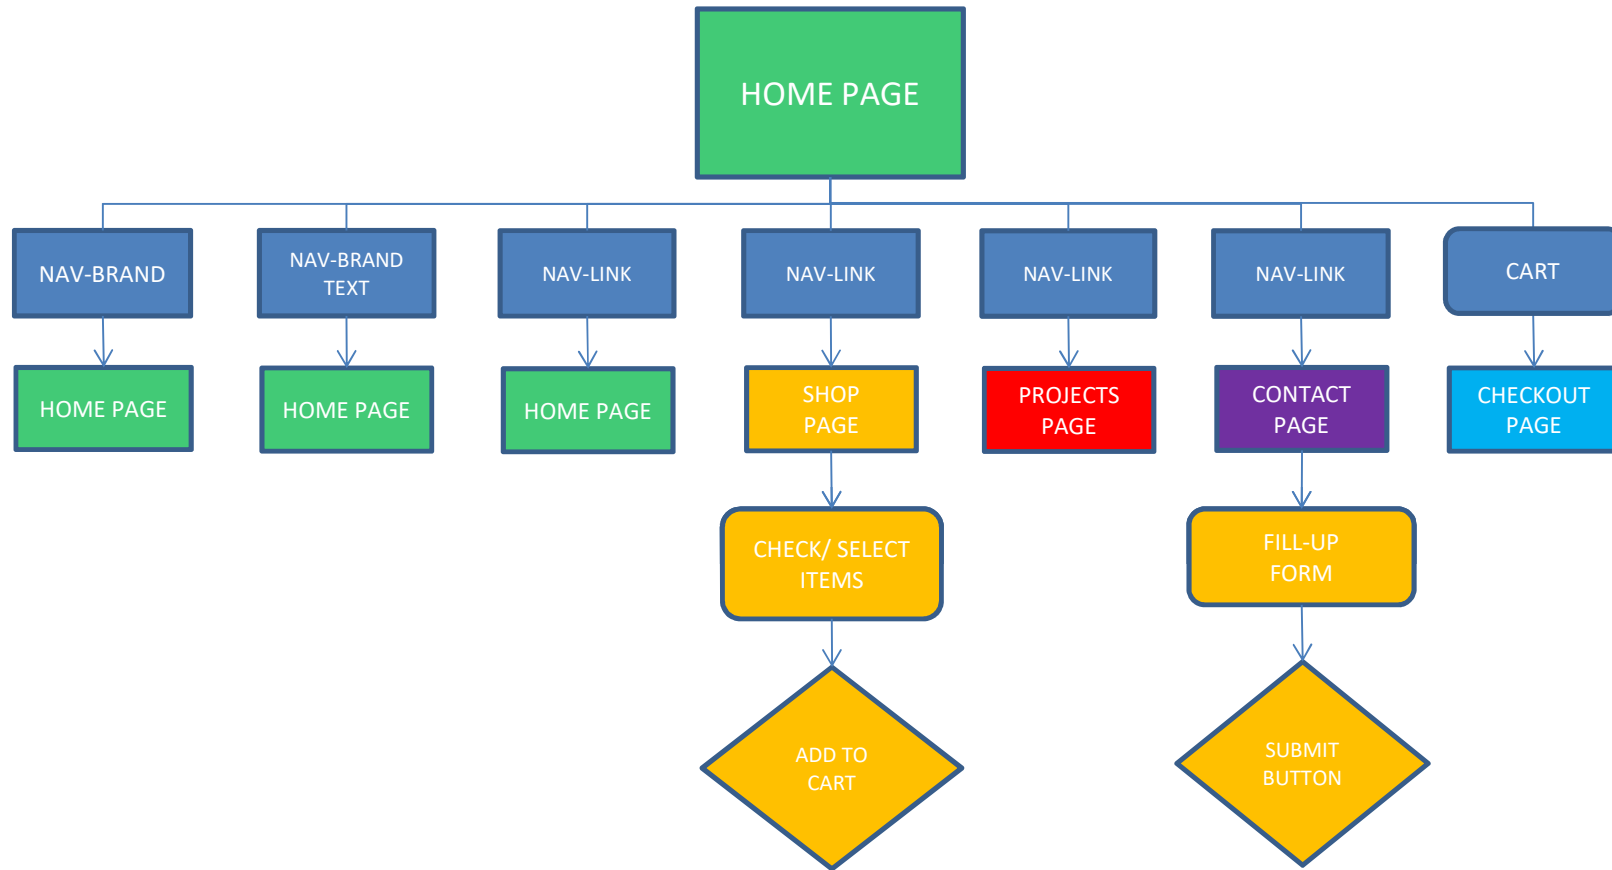 HOME PAGE
NAV-BRAND
NAV-BRAND
TEXT
NAV-LINK
NAV-LINK
NAV-LINK
NAV-LINK
CART
HOME PAGE
HOME PAGE
HOME PAGE
SHOP
PAGE
PROJECTS
PAGE
CONTACT
PAGE
CHECKOUT
PAGE
CHECK/ SELECT
ITEMS
FILL-UP
FORM
ADD TO
CART
SUBMIT
BUTTON